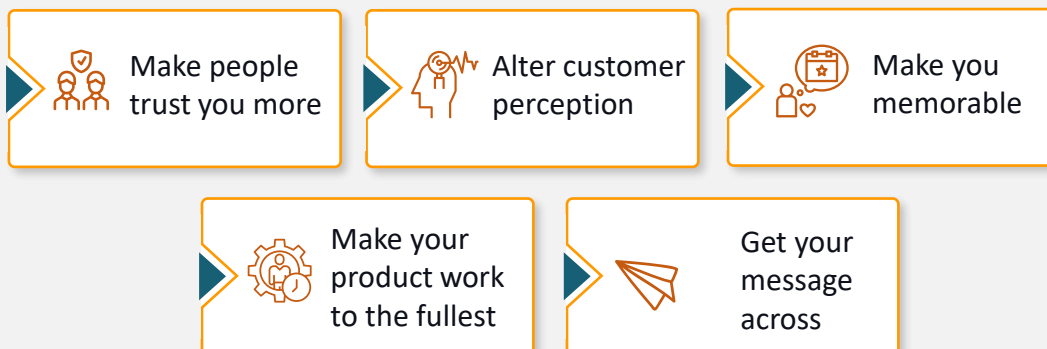 Make people
trust you more
Alter customer
perception
Make you
memorable
Make your
product work
to the fullest
Get your
message
across